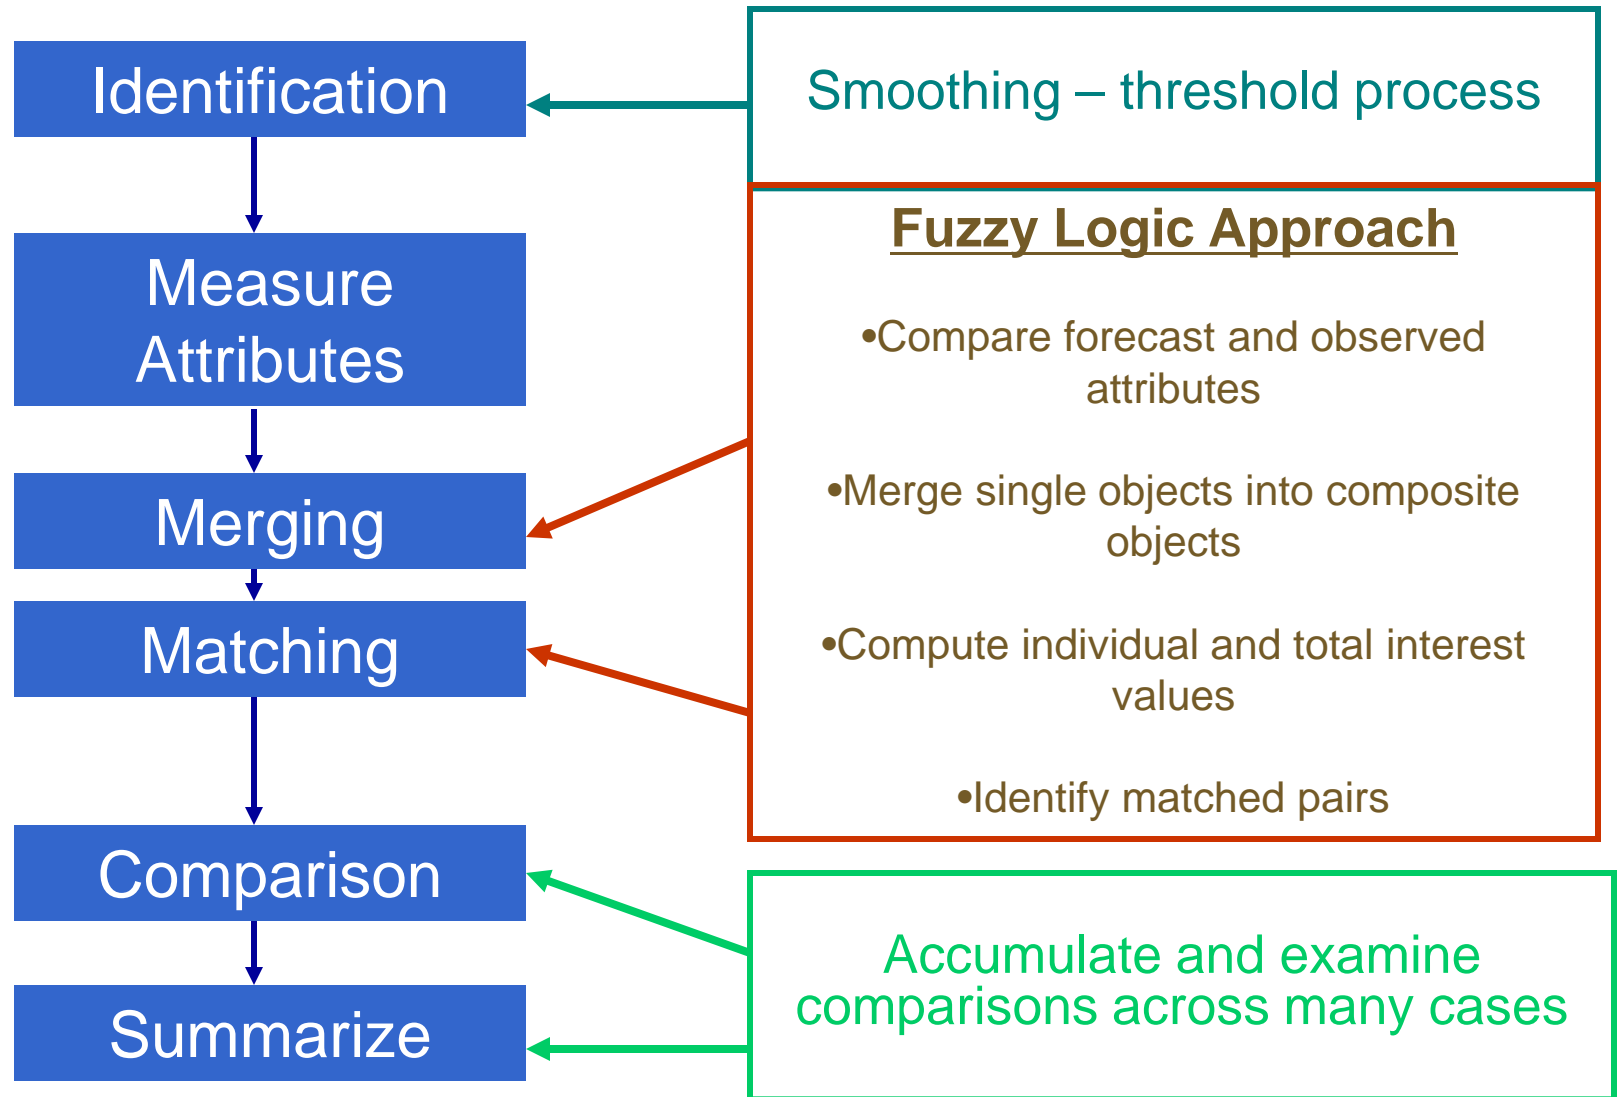 Identification
Measure
Attributes
Merging
Matching
Comparison
Summarize
Smoothing – threshold process
Fuzzy Logic Approach
•Compare forecast and observed
attributes
•Merge single objects into composite
objects
•Compute individual and total interest
values
•Identify matched pairs
Accumulate and examine
comparisons across many cases